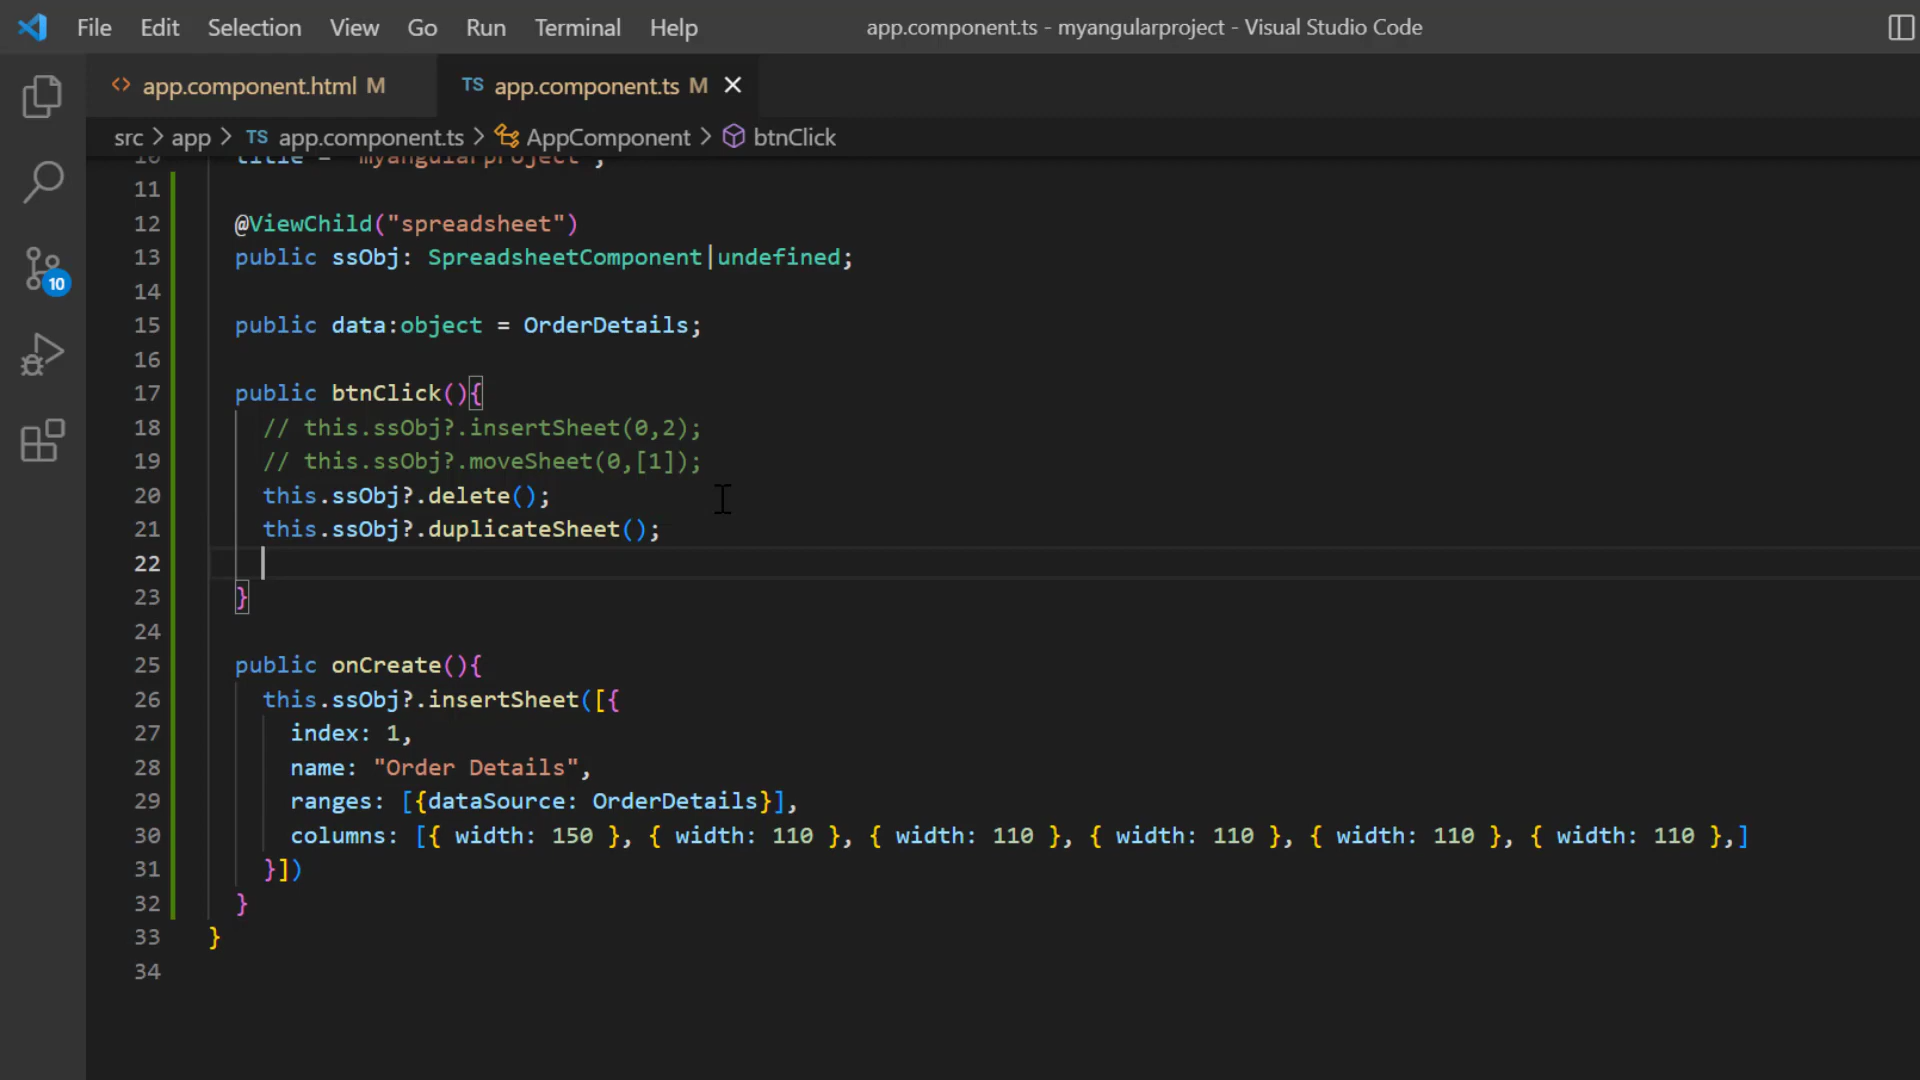 File Edit Selection View Go Run Terminal Help app.component.ts - myangularproject - Visual Studio Code
app.component.html M TS app.component.ts M
src > app > TS app.component.ts > AppComponent > btnClick
10 title = 'myangularproject';
11
12 @ViewChild("spreadsheet")
13 public ssObj: SpreadsheetComponent|undefined;
14
15 public data:object = OrderDetails;
16
17 public btnClick(){
18 // this.ssObj?.insertSheet(0,2);
19 // this.ssObj?.moveSheet(0,[1]);
20 this.ssObj?.delete();
21 this.ssObj?.duplicateSheet();
22
23 }
24
25 public onCreate(){
26 this.ssObj?.insertSheet([{
27 index: 1,
28 name: "Order Details",
29 ranges: [{dataSource: OrderDetails}],
30 columns: [{ width: 150 }, { width: 110 }, { width: 110 }, { width: 110 }, { width: 110 }, { width: 110 },]
31 }])
32 }
33 }
34
10